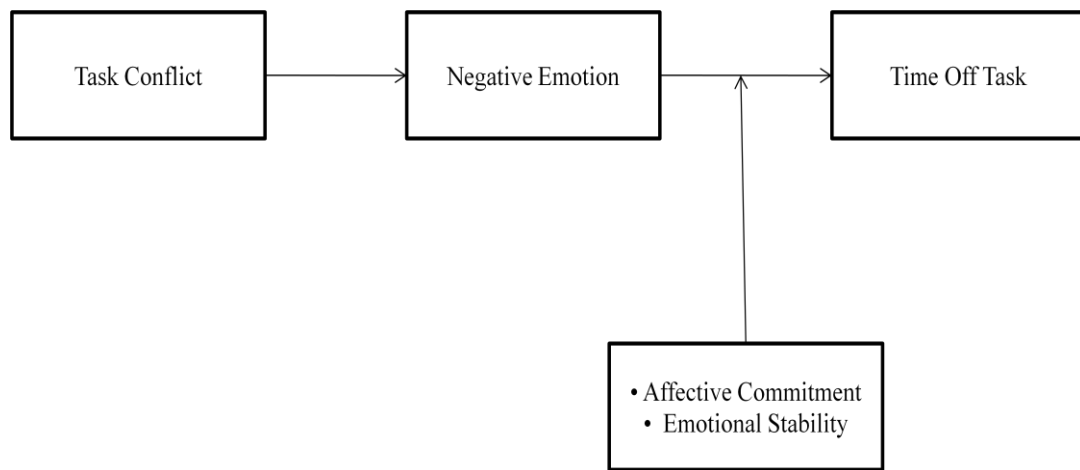 Task Conflict
Negative Emotion
Time Off Task
• Affective Commitment
• Emotional Stability